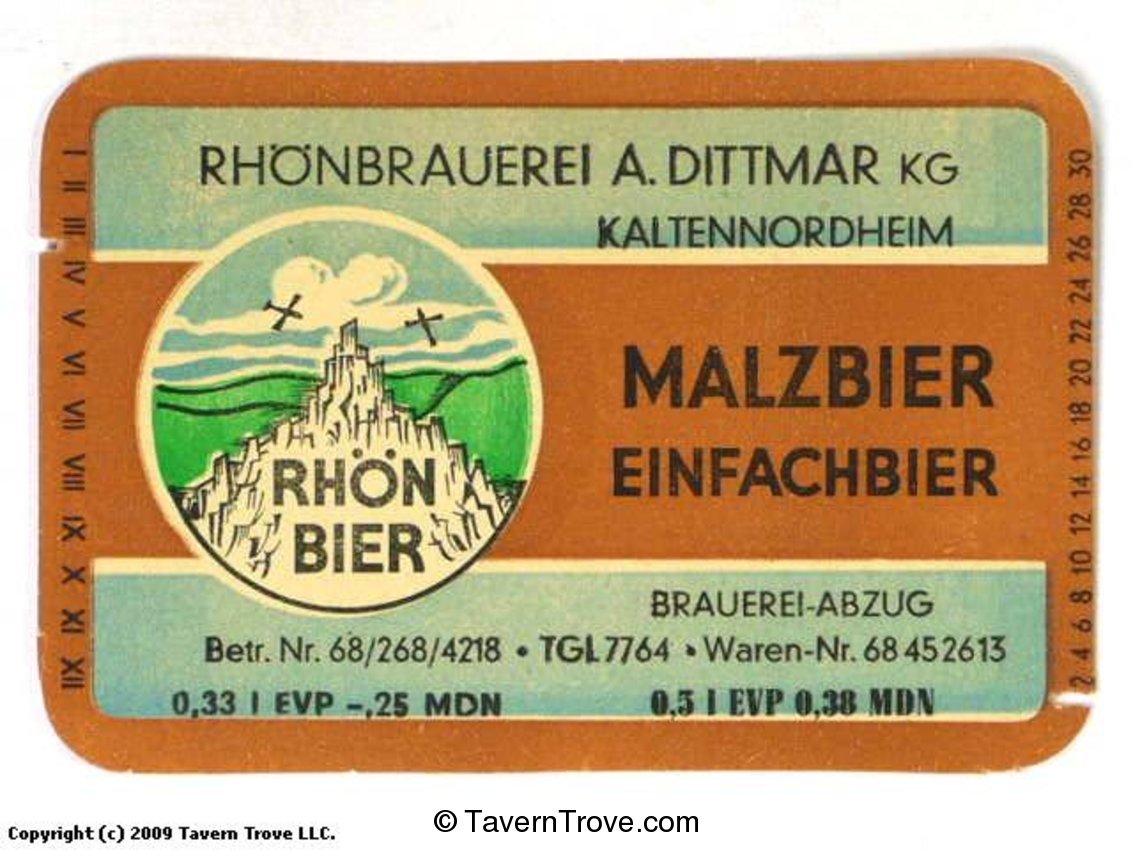 RHÖNBRAUEREI A. DITTMAR KG
KALTENNORDHEIM
RHÖN
BIER
MALZBIER
EINFACHBIER
BRAUEREI-ABZUG
Betr. Nr. 68/268/4218 • TGL 7764 • Waren-Nr. 68 45 2613
0,33 l EVP -,25 MDN
0,5 l EVP 0,38 MDN
I II III IV V VI VII VIII XI X IX XII
2 4 6 8 10 12 14 16 18 20 22 24 26 28 30
Copyright (c) 2009 Tavern Trove LLC.
© TavernTrove.com